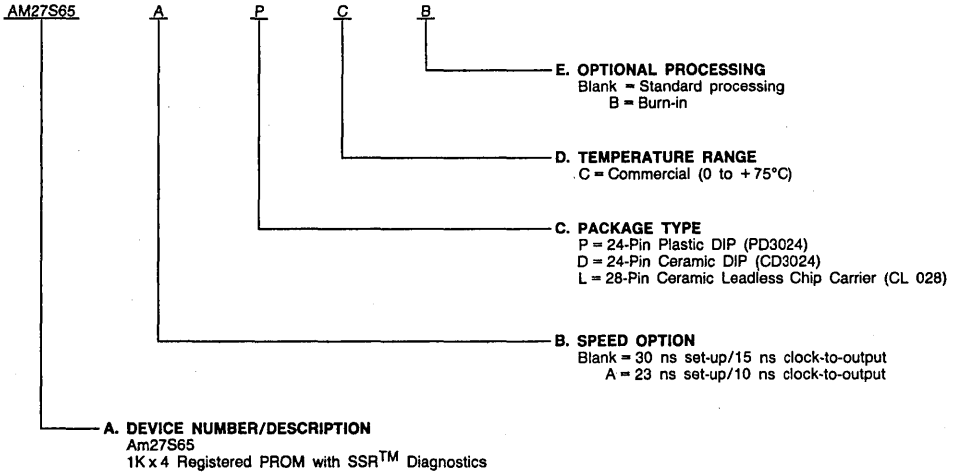 AM27S65 A P C B
E. OPTIONAL PROCESSING
Blank = Standard processing
B = Burn-in
D. TEMPERATURE RANGE
C = Commercial (0 to +75°C)
C. PACKAGE TYPE
P = 24-Pin Plastic DIP (PD3024)
D = 24-Pin Ceramic DIP (CD3024)
L = 28-Pin Ceramic Leadless Chip Carrier (CL 028)
B. SPEED OPTION
Blank = 30 ns set-up/15 ns clock-to-output
A = 23 ns set-up/10 ns clock-to-output
A. DEVICE NUMBER/DESCRIPTION
Am27S65
1K x 4 Registered PROM with SSR™ Diagnostics